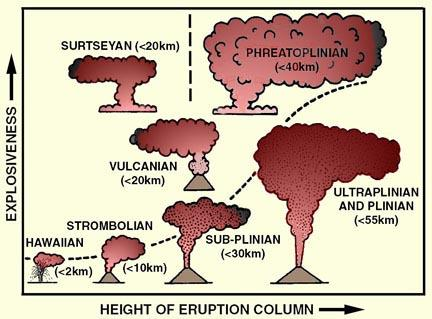 SURTSEYAN (<20km)
PHREATOPLINIAN
(<40km)
EXPLOSIVENESS
VULCANIAN
(<20km)
ULTRAPLINIAN
AND PLINIAN
(<55km)
STROMBOLIAN
(<10km)
SUB-PLINIAN
(<30km)
HAWAIIAN
(<2km)
HEIGHT OF ERUPTION COLUMN